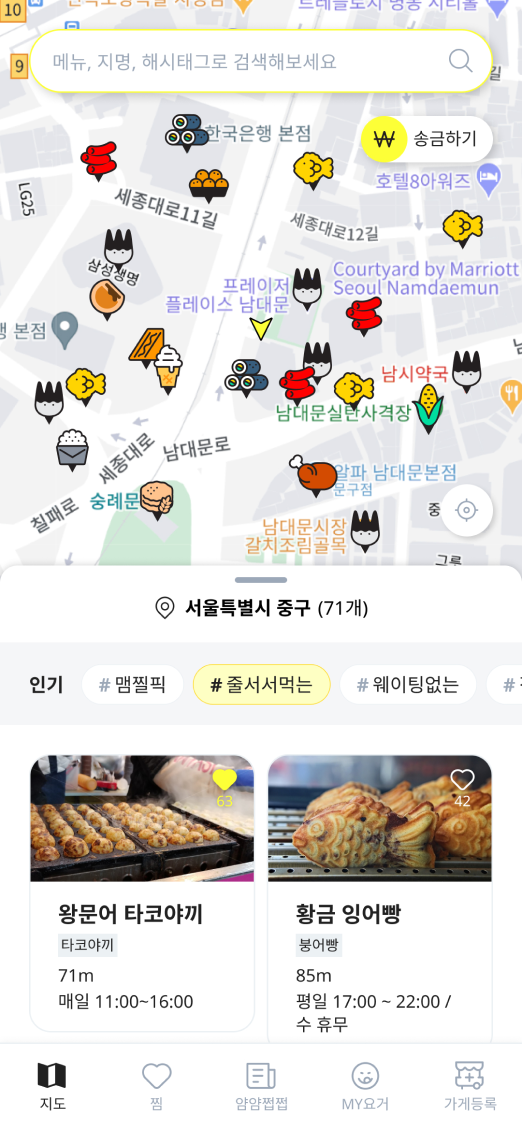 10
9
메뉴, 지명, 해시태그로 검색해보세요
한국은행 본점
₩ 송금하기
호텔8아워즈
LG25
세종대로11길
세종대로12길
삼성생명
Courtyard by Marriott
Seoul Namdaemun
프레이저
플레이스 남대문
행 본점
남시약국
남대문실탄사격장
세종대로
남대문로
알파 남대문본점
문구점
칠패로
숭례문
중
남대문시장
갈치조림골목
그루
서울특별시 중구 (71개)
인기
# 맴찔픽
# 줄서서먹는
# 웨이팅없는
#
63
42
왕문어 타코야끼
타코야끼
71m
매일 11:00~16:00
황금 잉어빵
붕어빵
85m
평일 17:00 ~ 22:00 /
수 휴무
지도
찜
얌얌쩝쩝
MY요거
가게등록